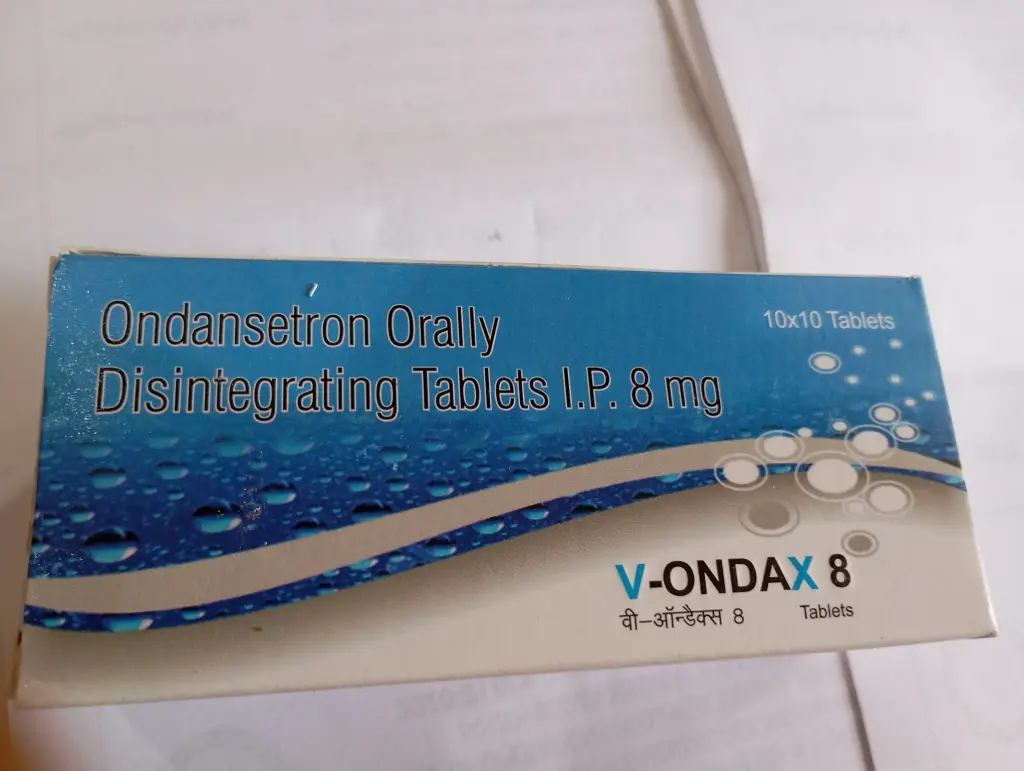 Ondansetron Orally
Disintegrating Tablets I.P. 8 mg
10x10 Tablets
V-ONDAX 8
वी-ऑन्डैक्स 8
Tablets